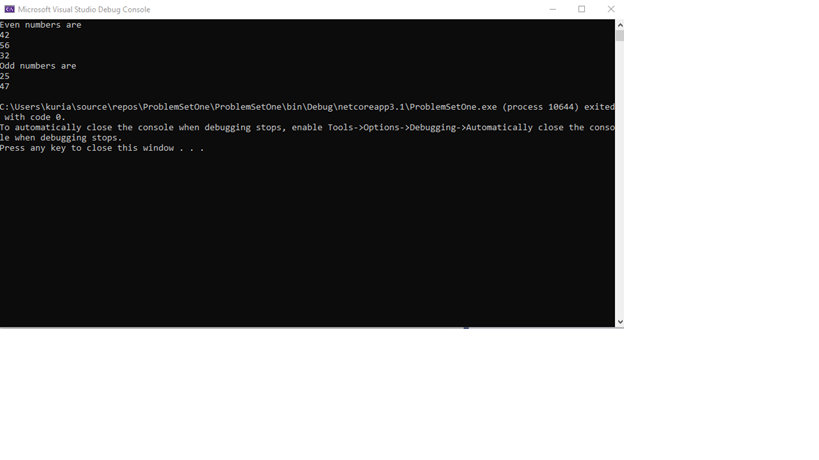 Microsoft Visual Studio Debug Console
Even numbers are
42
56
32
Odd numbers are
25
47
C:\Users\kuria\source\repos\ProblemSetOne\ProblemSetOne\bin\Debug\netcoreapp3.1\ProblemSetOne.exe (process 10644) exited
 with code 0.
To automatically close the console when debugging stops, enable Tools->Options->Debugging->Automatically close the conso
le when debugging stops.
Press any key to close this window . . .